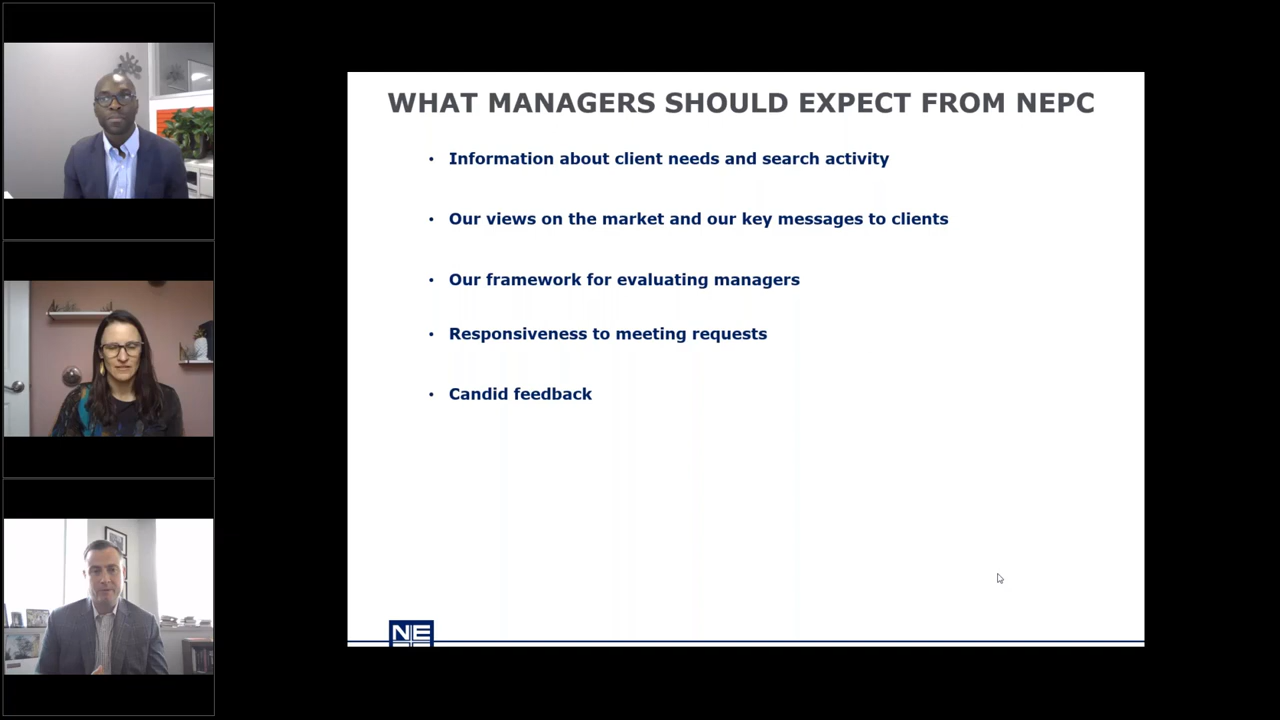 WHAT MANAGERS SHOULD EXPECT FROM NEPC
• Information about client needs and search activity
• Our views on the market and our key messages to clients
• Our framework for evaluating managers
• Responsiveness to meeting requests
• Candid feedback
NE